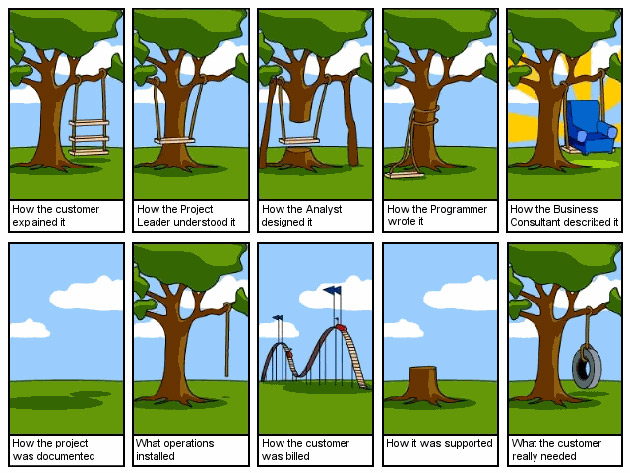 How the customer
expained it
How the Project
Leader understood it
How the Analyst
designed it
How the Programmer
wrote it
How the Business
Consultant described it
How the project
was documented
What operations
installed
How the customer
was billed
How it was supported
What the customer
really needed